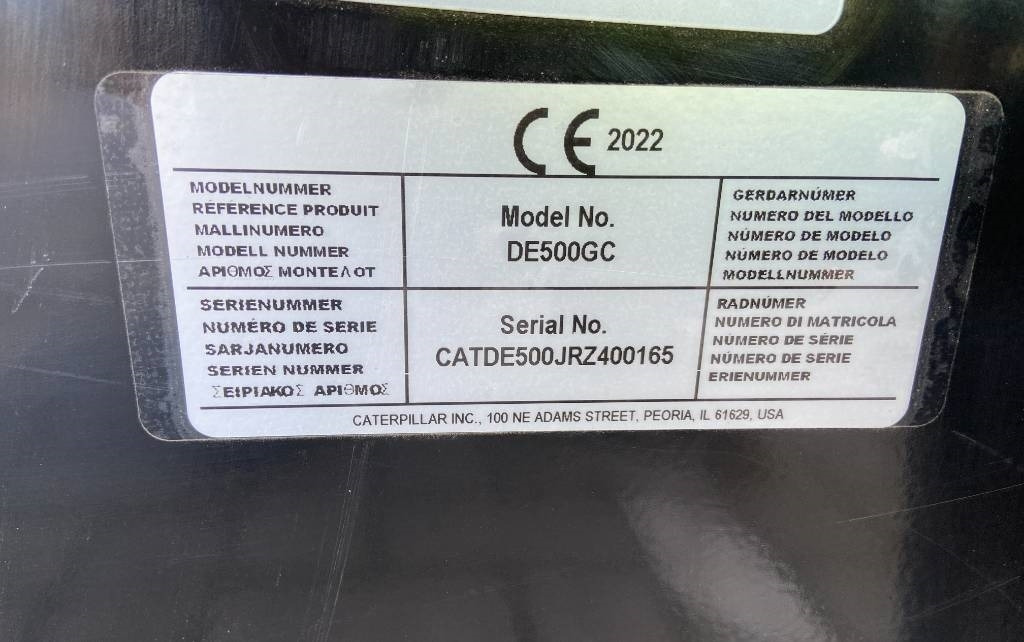 CE 2022
MODELNUMMER
RÉFÉRENCE PRODUIT
MALLINUMERO
MODELL NUMMER
ΑΡΙΘΜΟΣ ΜΟΝΤΕΛΟΤ
Model No.
DE500GC
GERDARNÚMER
NUMERO DEL MODELLO
NÚMERO DE MODELO
NÚMERO DE MODELO
MODELLNUMMER
SERIENUMMER
NUMÉRO DE SERIE
SARJANUMERO
SERIEN NUMMER
ΣΕΙΡΙΑΚΟΣ ΑΡΙΘΜΟΣ
Serial No.
CATDE500JRZ400165
RADNÚMER
NUMERO DI MATRICOLA
NÚMERO DE SÉRIE
NÚMERO DE SERIE
ERIENUMMER
CATERPILLAR INC., 100 NE ADAMS STREET, PEORIA, IL 61629, USA